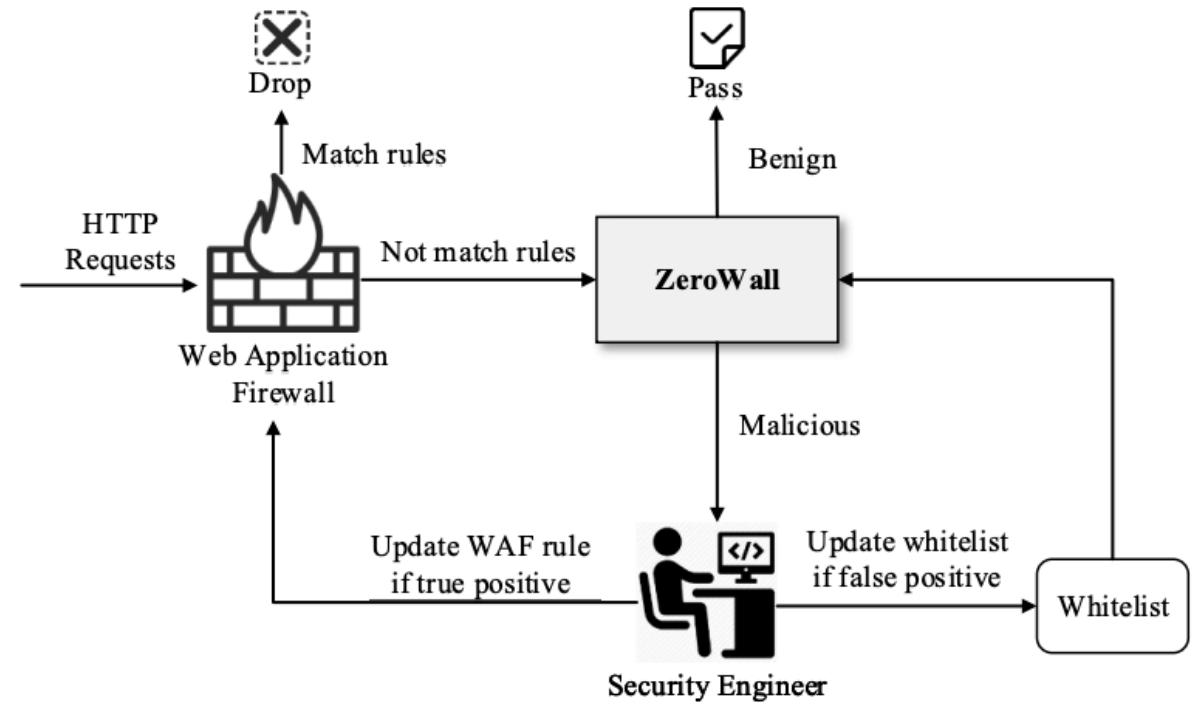 Drop
Pass
Match rules
Benign
HTTP
Requests
Not match rules
ZeroWall
Web Application
Firewall
Malicious
Update WAF rule
if true positive
</>
Update whitelist
if false positive
Whitelist
Security Engineer